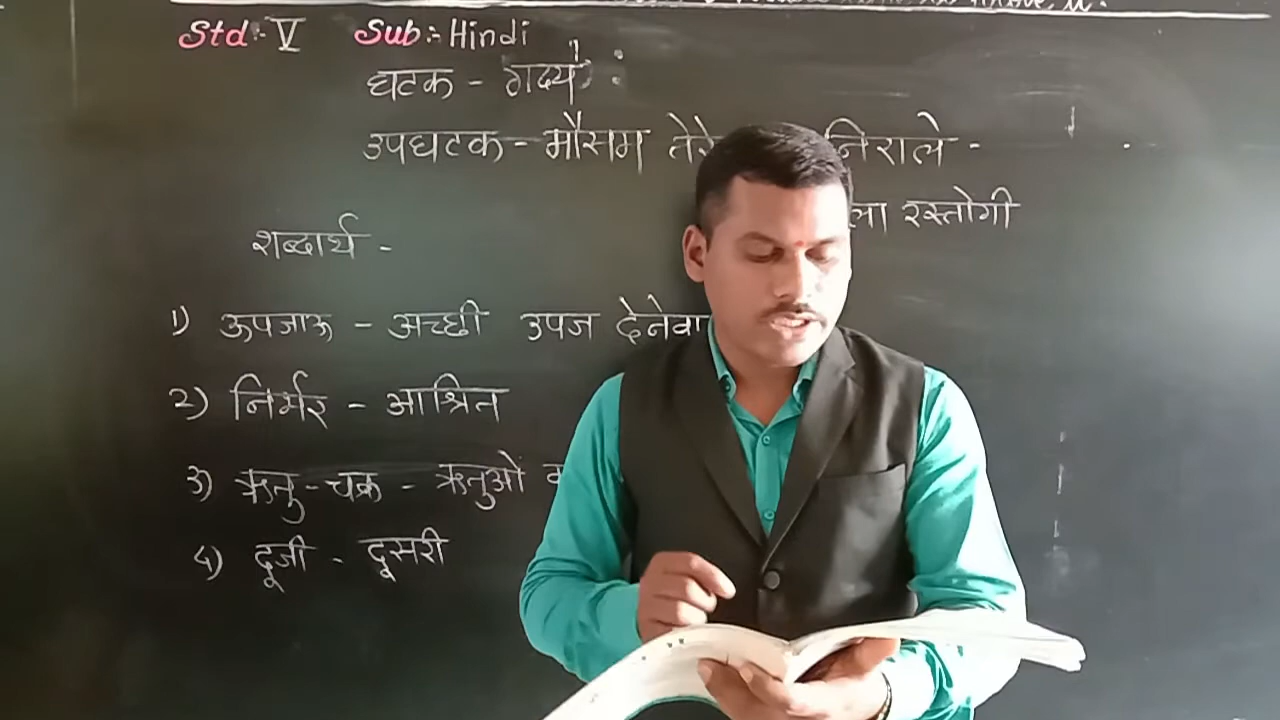 Std:- V Sub:- Hindi
घटक - गद्य :
उपघटक - मौसम तेरे निराले -
ला रस्तोगी
शब्दार्थ -
1) ऊपजाऊ - अच्छी उपज देनेवा
2) निर्भर - आश्रित
3) ऋतु-चक्र - ऋतुओं
4) दूजी - दूसरी